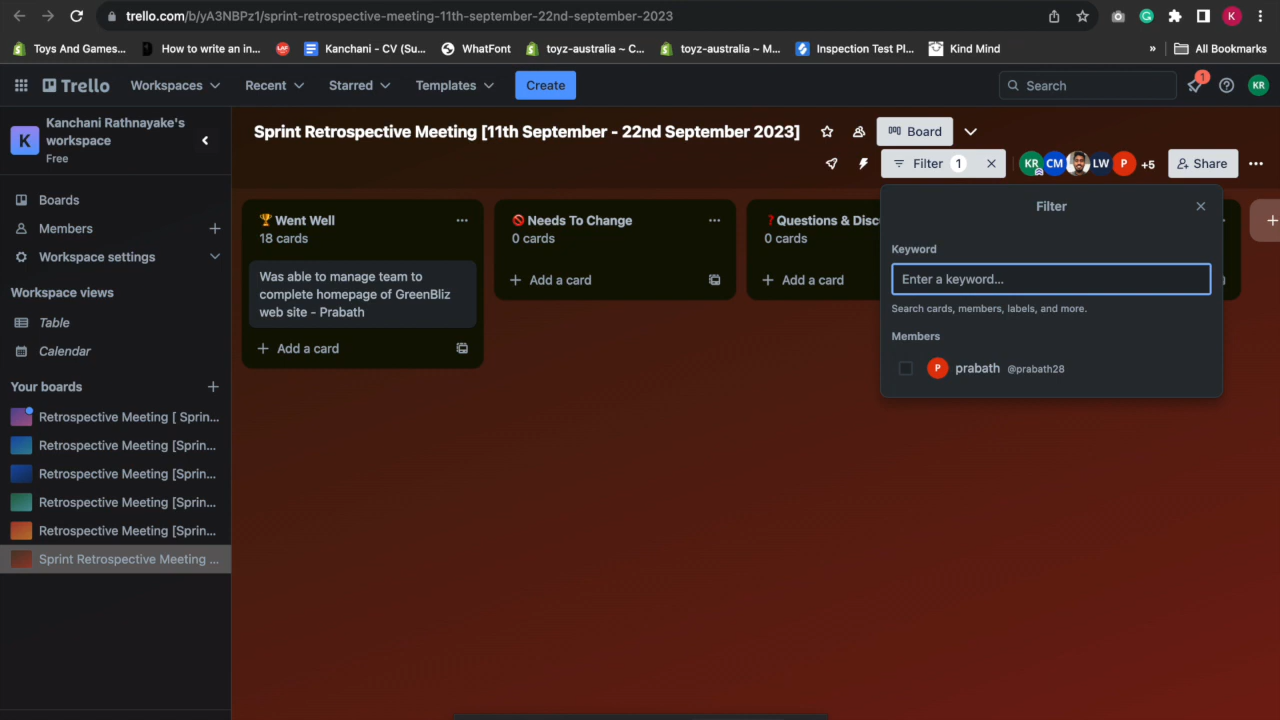 trello.com/b/yA3NBPz1/sprint-retrospective-meeting-11th-september-22nd-september-2023
K
Toys And Games...
How to write an in...
Kanchani - CV (Su...
WhatFont
toyz-australia ~ C...
toyz-australia ~ M...
Inspection Test Pl...
Kind Mind
»
All Bookmarks
Trello
Workspaces
Recent
Starred
Templates
Create
Search
1
KR
K
Kanchani Rathnayake's
workspace
Free
Boards
Members
Workspace settings
Workspace views
Table
Calendar
Your boards
Retrospective Meeting [ Sprin...
Retrospective Meeting [Sprin...
Retrospective Meeting [Sprin...
Retrospective Meeting [Sprin...
Retrospective Meeting [Sprin...
Sprint Retrospective Meeting ...
Sprint Retrospective Meeting [11th September - 22nd September 2023]
Board
Filter 1
KR CM LW P +5
Share
🏆Went Well
18 cards
Was able to manage team to
complete homepage of GreenBliz
web site - Prabath
+ Add a card
🚫Needs To Change
0 cards
+ Add a card
❓Questions & Disc
0 cards
+ Add a card
Filter
Keyword
Enter a keyword...
Search cards, members, labels, and more.
Members
P prabath @prabath28